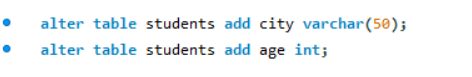 alter table students add city varchar(50);
alter table students add age int;